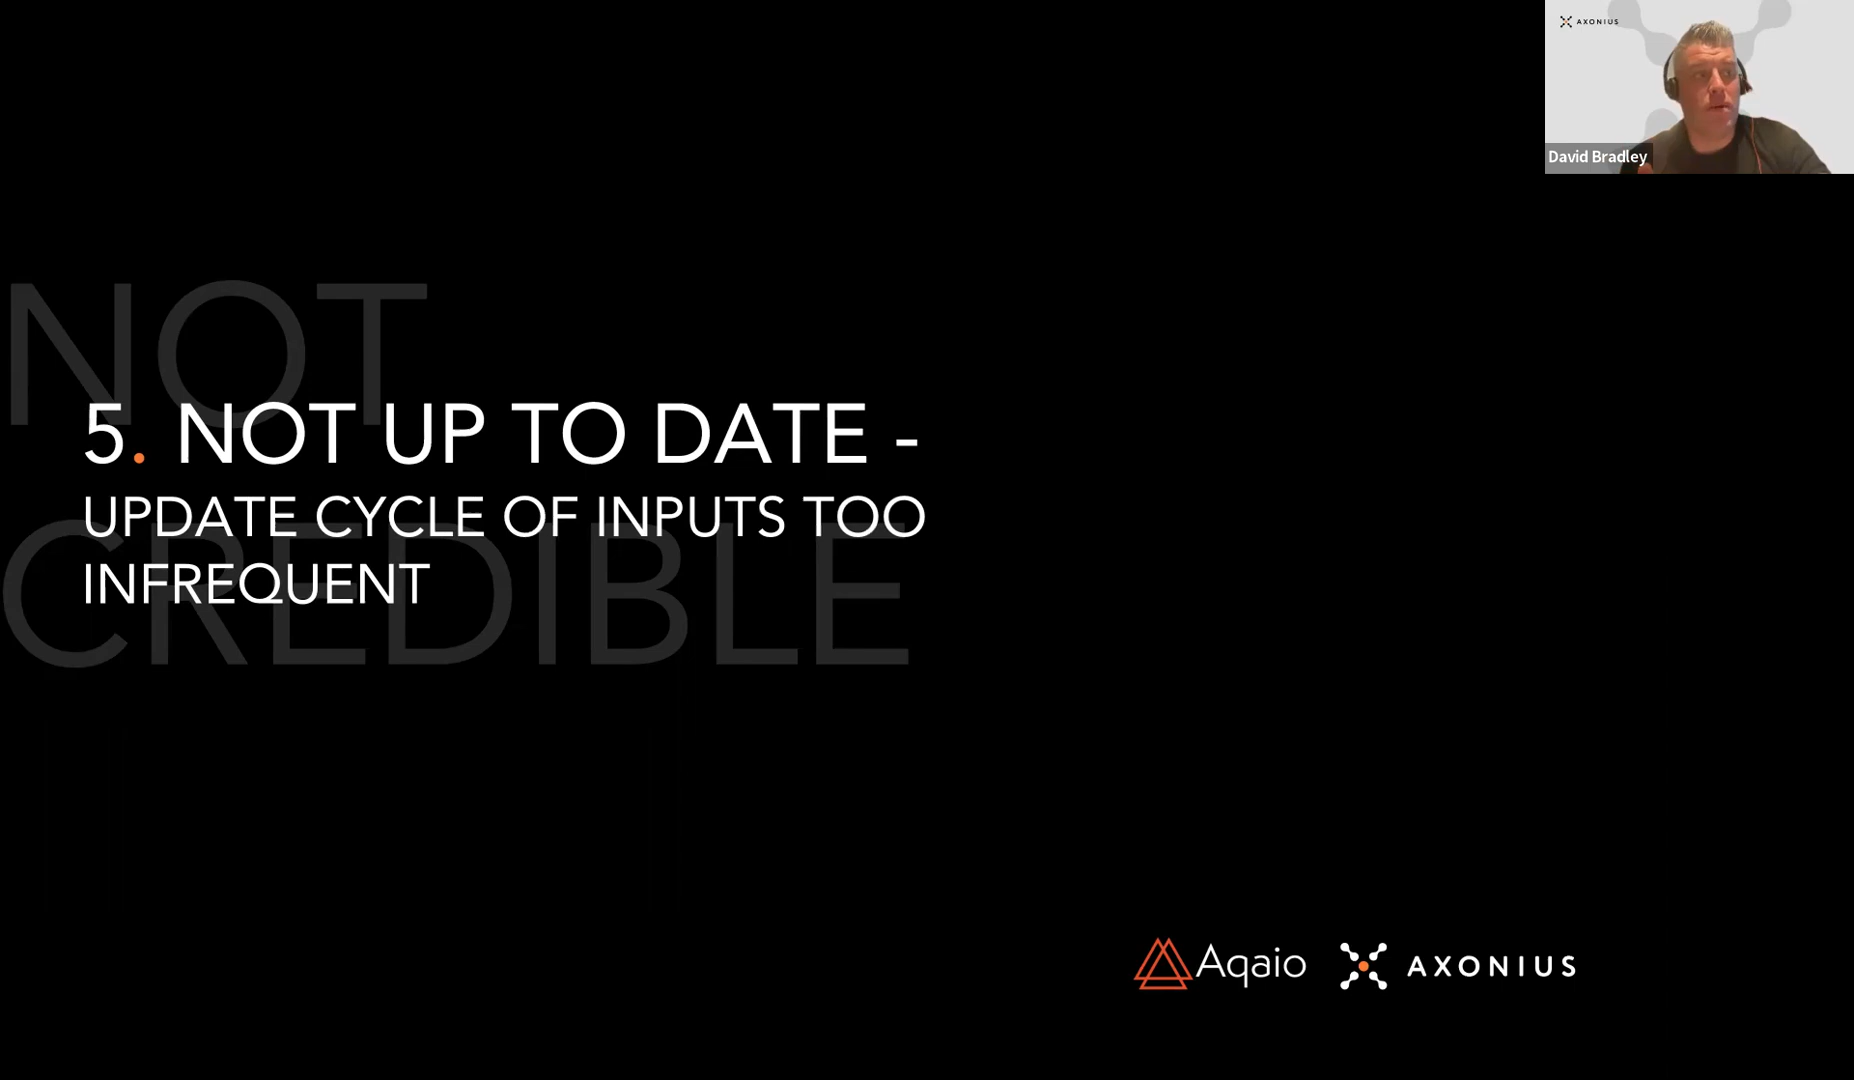 AXONIUS
David Bradley
NOT
5. NOT UP TO DATE -
UPDATE CYCLE OF INPUTS TOO
INFREQUENT
CREDIBLE
Aqaio
AXONIUS